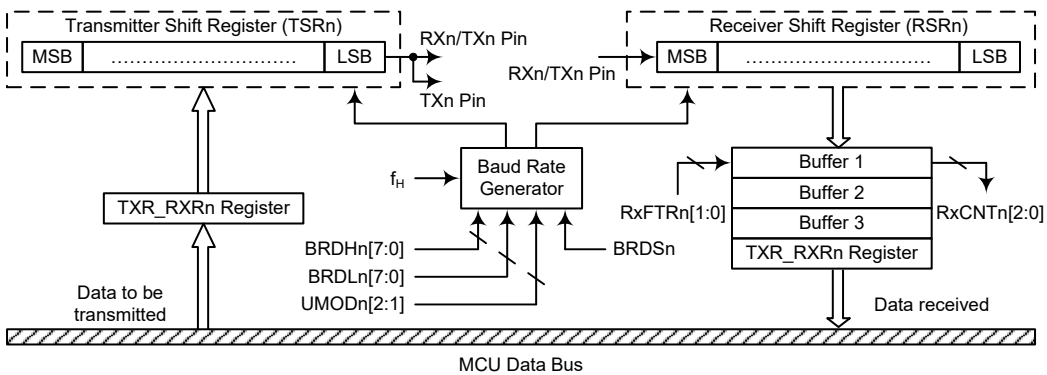 Transmitter Shift Register (TSRn)
MSB ………………………… LSB
RXn/TXn Pin
TXn Pin
Receiver Shift Register (RSRn)
RXn/TXn Pin
MSB ………………………… LSB
TXR_RXRn Register
fH
Baud Rate
Generator
BRDHn[7:0]
BRDLn[7:0]
UMODn[2:1]
BRDSn
Buffer 1
Buffer 2
Buffer 3
TXR_RXRn Register
RxFTRn[1:0]
RxCNTn[2:0]
Data to be
transmitted
Data received
MCU Data Bus